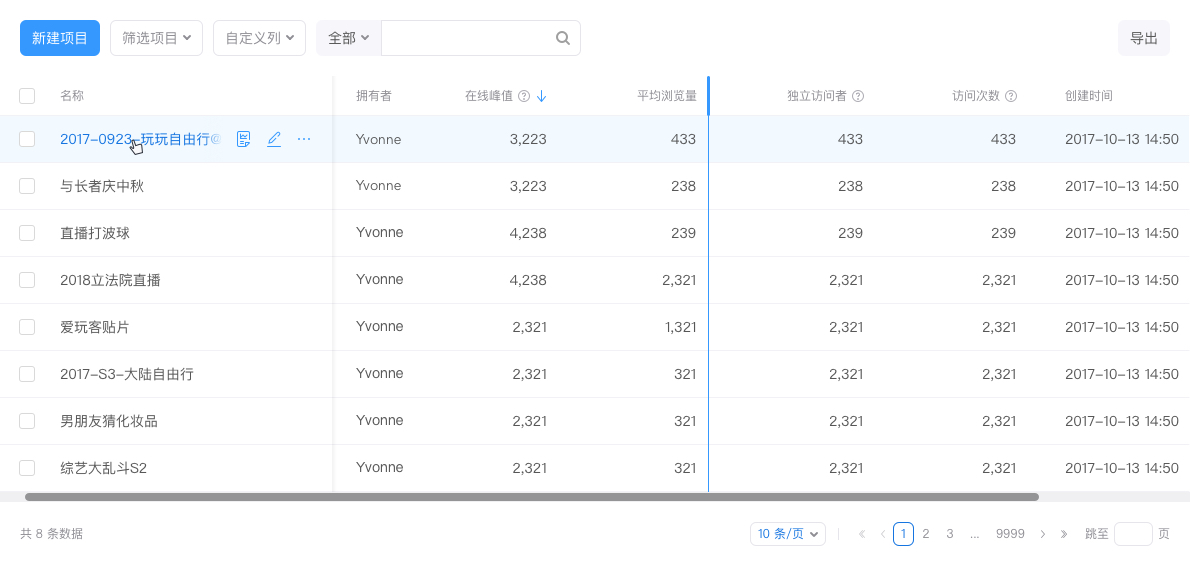 新建项目 筛选项目 自定义列 全部 导出
名称 拥有者 在线峰值 平均浏览量 独立访问者 访问次数 创建时间
2017-0923-玩玩自由行@ Yvonne 3,223 433 433 433 2017-10-13 14:50
与长者庆中秋 Yvonne 3,223 238 238 238 2017-10-13 14:50
直播打波球 Yvonne 4,238 239 239 239 2017-10-13 14:50
2018立法院直播 Yvonne 4,238 2,321 2,321 2,321 2017-10-13 14:50
爱玩客贴片 Yvonne 2,321 1,321 2,321 2,321 2017-10-13 14:50
2017-S3-大陆自由行 Yvonne 2,321 321 2,321 2,321 2017-10-13 14:50
男朋友猜化妆品 Yvonne 2,321 321 2,321 2,321 2017-10-13 14:50
综艺大乱斗S2 Yvonne 2,321 321 2,321 2,321 2017-10-13 14:50
共 8 条数据 10 条/页 « ‹ 1 2 3 ... 9999 › » 跳至 页